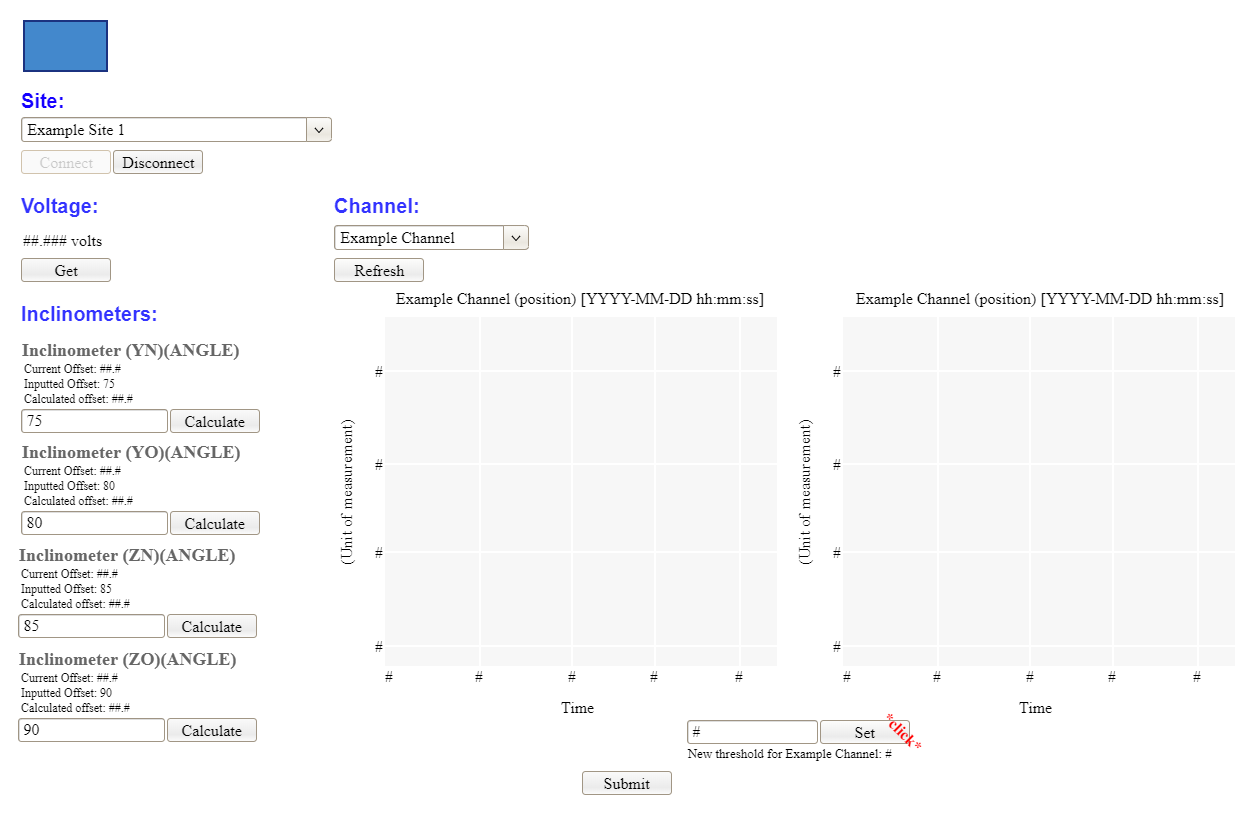 Site:
Example Site 1
Connect Disconnect
Voltage:
##.### volts
Get
Channel:
Example Channel
Refresh
Inclinometers:
Inclinometer (YN)(ANGLE)
Current Offset: ##.#
Inputted Offset: 75
Calculated offset: ##.#
75 Calculate
Inclinometer (YO)(ANGLE)
Current Offset: ##.#
Inputted Offset: 80
Calculated offset: ##.#
80 Calculate
Inclinometer (ZN)(ANGLE)
Current Offset: ##.#
Inputted Offset: 85
Calculated offset: ##.#
85 Calculate
Inclinometer (ZO)(ANGLE)
Current Offset: ##.#
Inputted Offset: 90
Calculated offset: ##.#
90 Calculate
Example Channel (position) [YYYY-MM-DD hh:mm:ss]
(Unit of measurement)
#
#
#
#
# # # # #
Time
Example Channel (position) [YYYY-MM-DD hh:mm:ss]
(Unit of measurement)
#
#
#
#
# # # # #
Time
# Set
*click*
New threshold for Example Channel: #
Submit